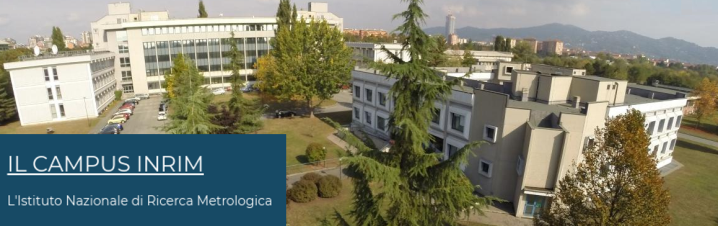 IL CAMPUS INRIM
L'Istituto Nazionale di Ricerca Metrologica